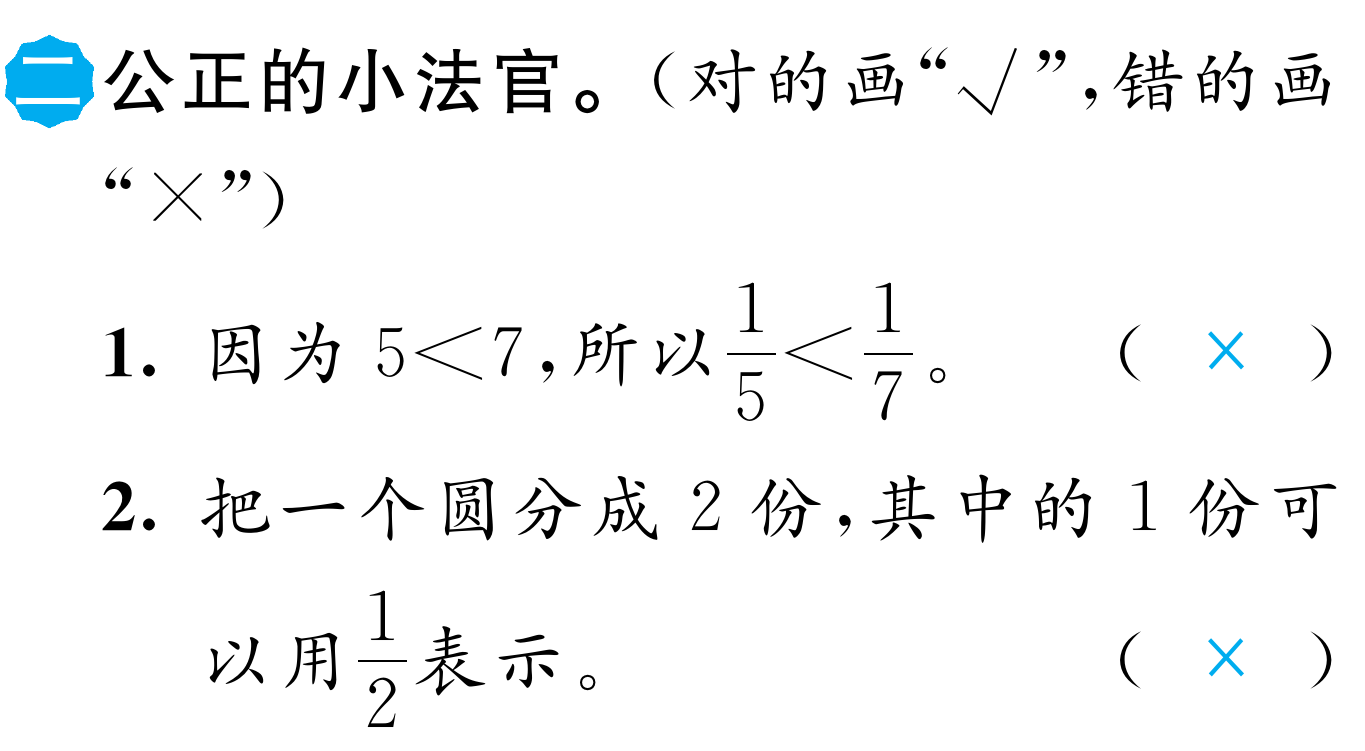 二 公正的小法官。（对的画“√”,错的画
“×”）
1. 因为 5<7,所以1/5<1/7。 （ × ）
2. 把一个圆分成 2 份,其中的 1 份可
以用1/2表示。 （ × ）